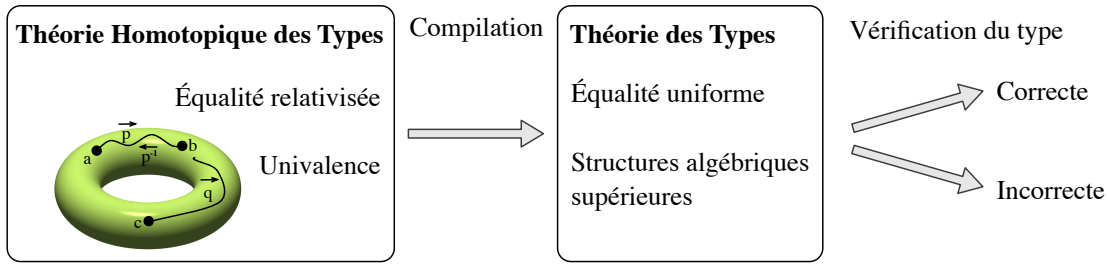 Théorie Homotopique des Types
Équalité relativisée
Univalence
p
a
b
p⁻¹
q
c
Compilation
Théorie des Types
Équalité uniforme
Structures algébriques
supérieures
Vérification du type
Correcte
Incorrecte